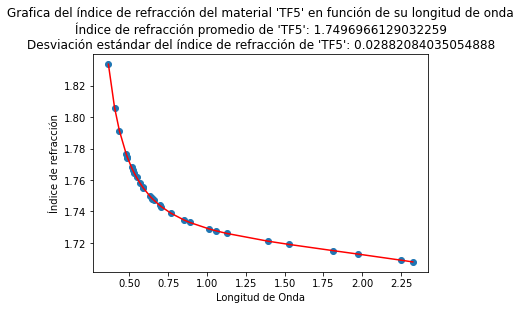 Grafica del índice de refracción del material 'TF5' en función de su longitud de onda
Índice de refracción promedio de 'TF5': 1.7496966129032259
Desviación estándar del índice de refracción de 'TF5': 0.02882084035054888
Índice de refracción
1.82
1.80
1.78
1.76
1.74
1.72
0.50 0.75 1.00 1.25 1.50 1.75 2.00 2.25
Longitud de Onda